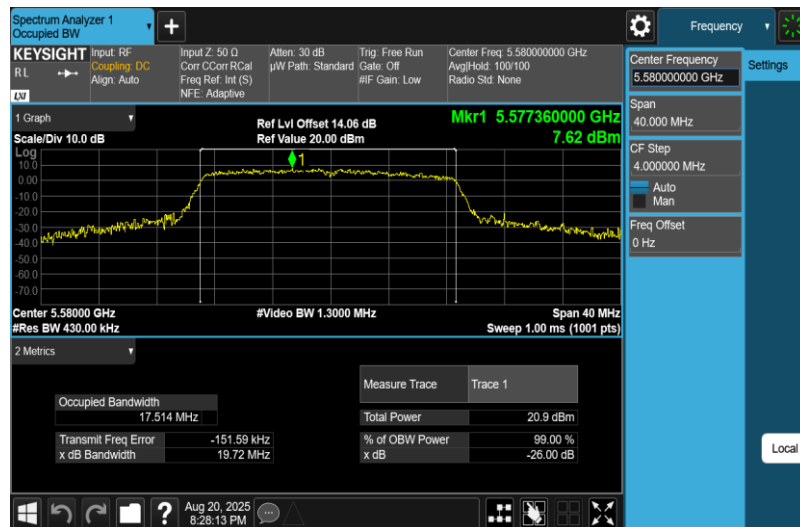 Spectrum Analyzer 1
Occupied BW
+
Frequency
KEYSIGHT
RL
LXI
Input: RF
Coupling: DC
Align: Auto
Input Z: 50 Ω
Corr CCorr RCal
Freq Ref: Int (S)
NFE: Adaptive
Atten: 30 dB
µW Path: Standard
Trig: Free Run
Gate: Off
#IF Gain: Low
Center Freq: 5.580000000 GHz
Avg|Hold: 100/100
Radio Std: None
Center Frequency
5.580000000 GHz
Settings
Span
40.000 MHz
CF Step
4.000000 MHz
Auto
Man
Freq Offset
0 Hz
Local
1 Graph
Scale/Div 10.0 dB
Log
Ref Lvl Offset 14.06 dB
Ref Value 20.00 dBm
Mkr1 5.577360000 GHz
7.62 dBm
1
10.0
0.00
-10.0
-20.0
-30.0
-40.0
-50.0
-60.0
-70.0
Center 5.58000 GHz
#Res BW 430.00 kHz
#Video BW 1.3000 MHz
Span 40 MHz
Sweep 1.00 ms (1001 pts)
2 Metrics
Occupied Bandwidth
17.514 MHz
Transmit Freq Error -151.59 kHz
x dB Bandwidth 19.72 MHz
Measure Trace Trace 1
Total Power 20.9 dBm
% of OBW Power 99.00 %
x dB -26.00 dB
?
Aug 20, 2025
8:28:13 PM